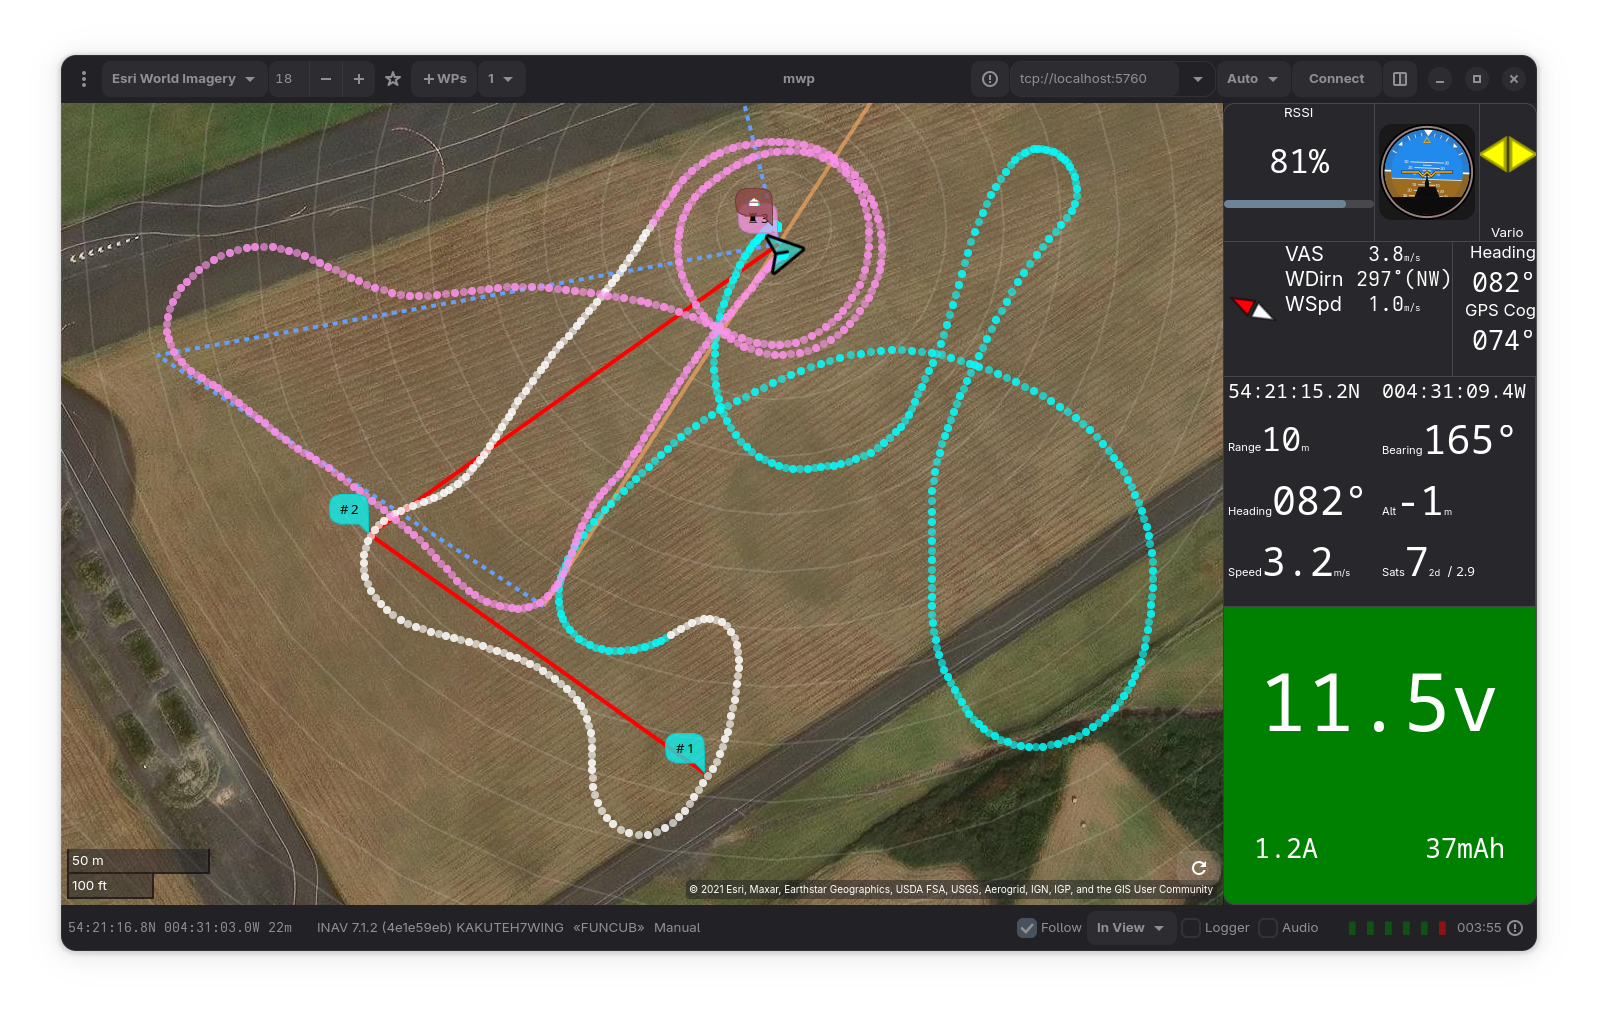 Esri World Imagery 18 − + +WPs 1 mwp tcp://localhost:5760 Auto Connect
RSSI
81%
Vario
VAS 3.8m/s
WDirn 297°(NW)
WSpd 1.0m/s
Heading
082°
GPS Cog
074°
54:21:15.2N 004:31:09.4W
Range 10m Bearing 165°
Heading 082° Alt -1m
Speed 3.2m/s Sats 7 2d / 2.9
11.5v
1.2A 37mAh
3
#2
#1
50 m
100 ft
© 2021 Esri, Maxar, Earthstar Geographics, USDA FSA, USGS, Aerogrid, IGN, IGP, and the GIS User Community
54:21:16.8N 004:31:03.0W 22m INAV 7.1.2 (4e1e59eb) KAKUTEH7WING «FUNCUB» Manual Follow In View Logger Audio 003:55